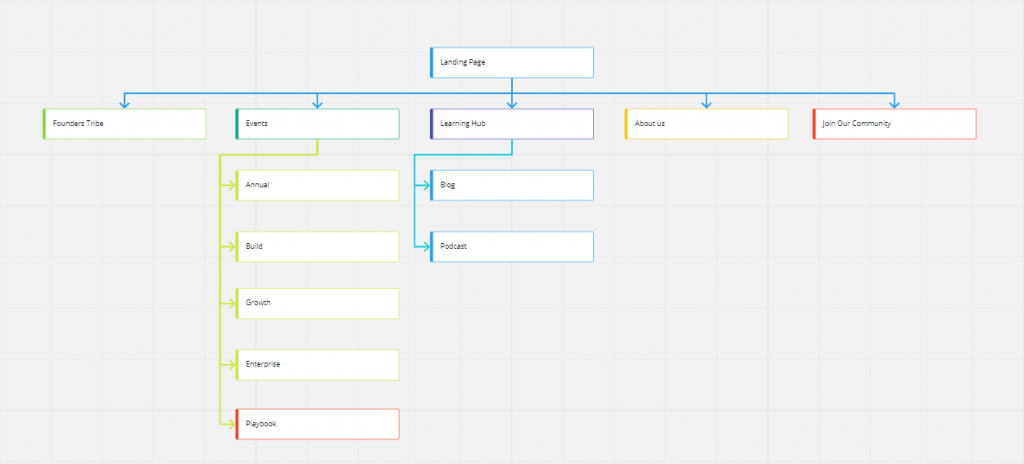 Landing Page
Founders Tribe
Events
Learning Hub
About us
Join Our Community
Annual
Blog
Build
Podcast
Growth
Enterprise
Playbook